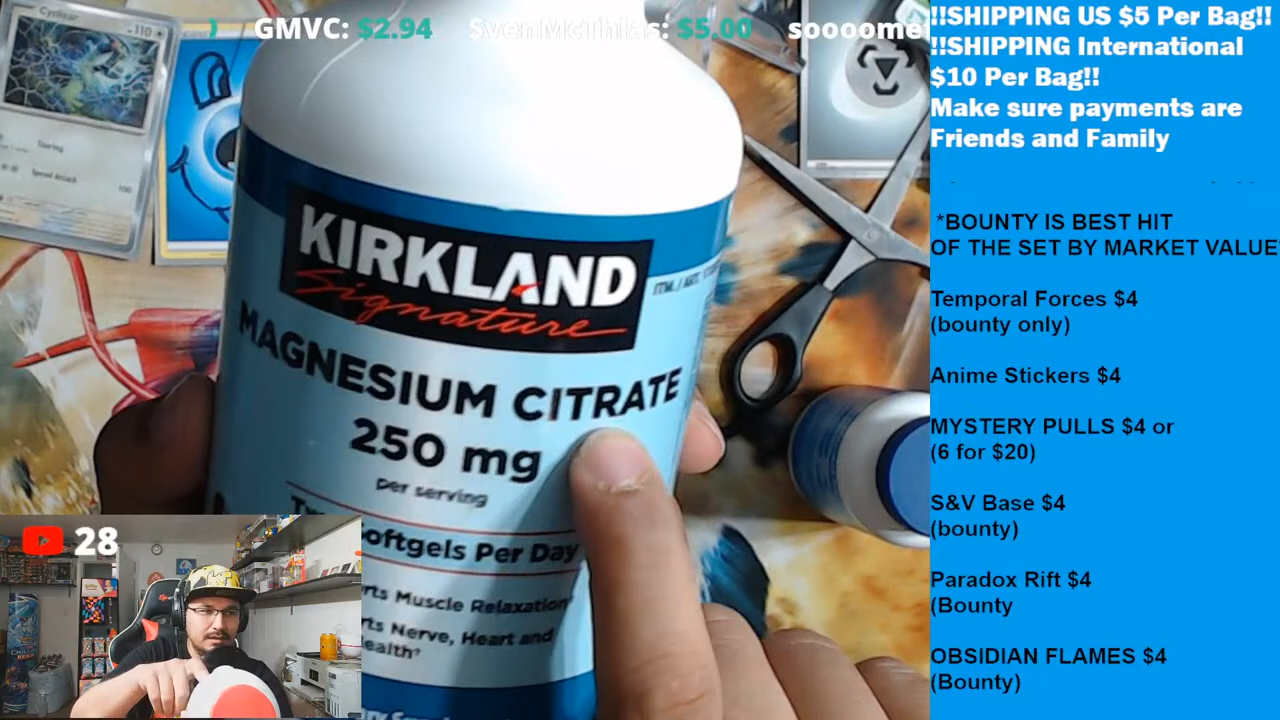 GMVC: $2.94 SvenMcthias: $5.00 soooome
Cyclizar
110
Spend Attack
100
KIRKLAND
Signature
MAGNESIUM CITRATE
250 mg
per serving
Softgels Per Day
rts Muscle Relaxation
rts Nerve, Heart and
ealth†
28
!!SHIPPING US $5 Per Bag!!
!!SHIPPING International
$10 Per Bag!!
Make sure payments are
Friends and Family
*BOUNTY IS BEST HIT
OF THE SET BY MARKET VALUE
Temporal Forces $4
(bounty only)
Anime Stickers $4
MYSTERY PULLS $4 or
(6 for $20)
S&V Base $4
(bounty)
Paradox Rift $4
(Bounty
OBSIDIAN FLAMES $4
(Bounty)